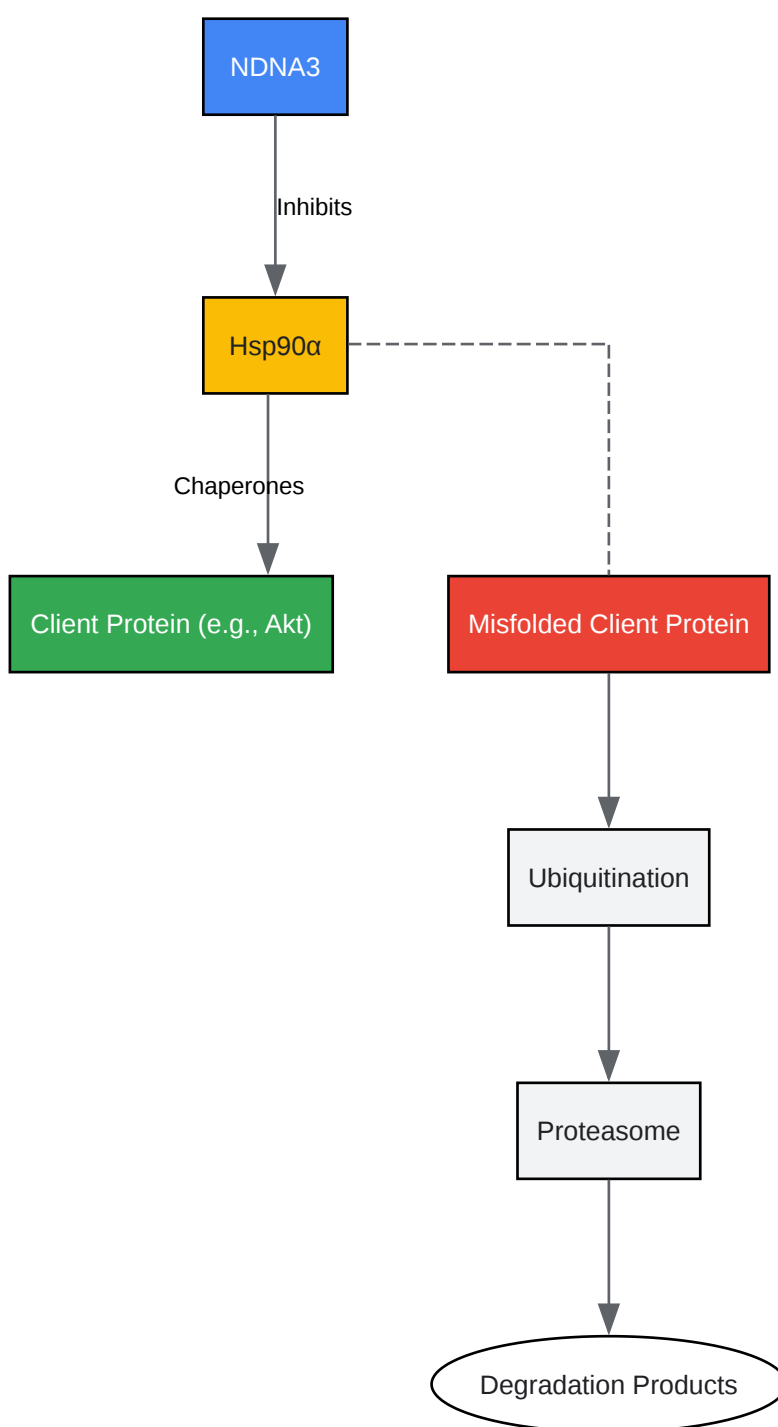 NDNA3
Inhibits
Hsp90α
Chaperones
Client Protein (e.g., Akt)
Misfolded Client Protein
Ubiquitination
Proteasome
Degradation Products